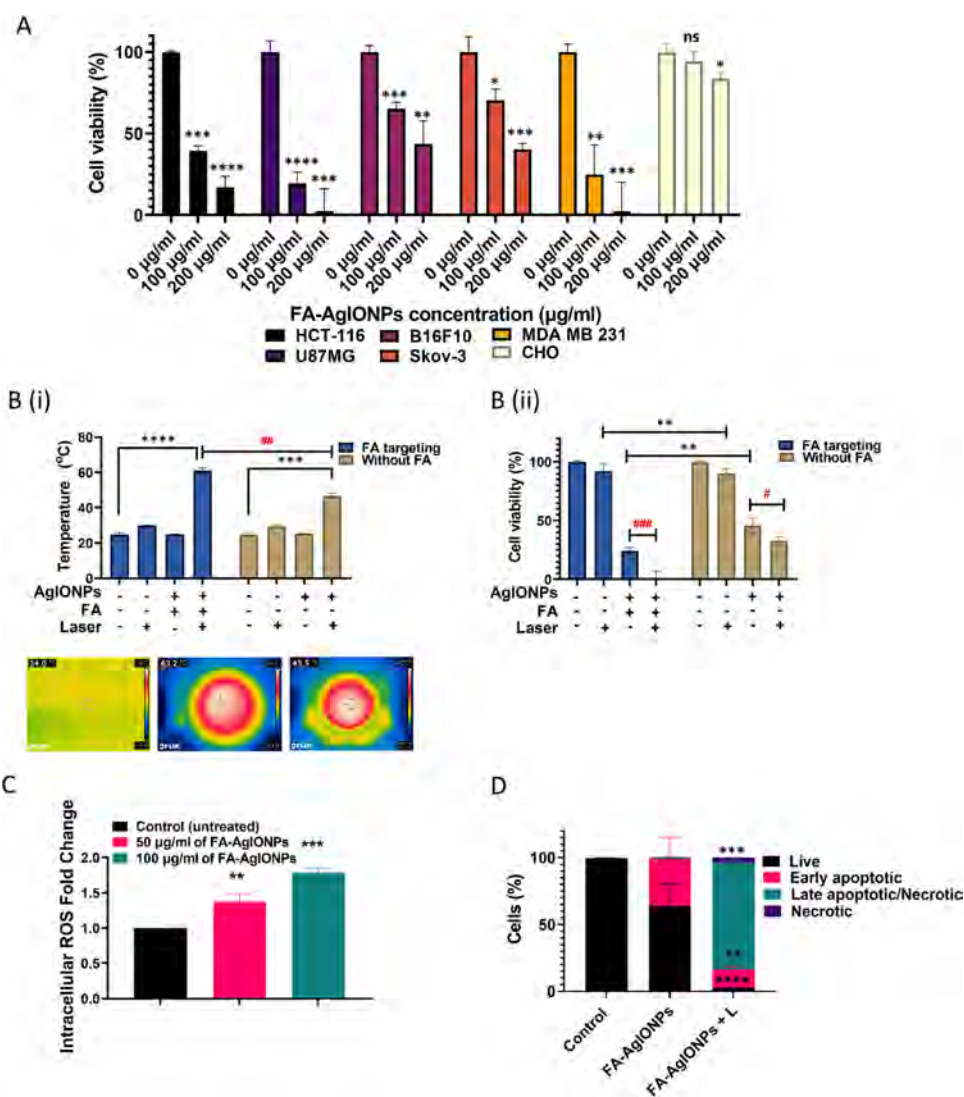 A
Cell viability (%)
100
50
0
***
****
****
***
***
**
*
***
**
***
ns
*
0 µg/ml
100 µg/ml
200 µg/ml
0 µg/ml
100 µg/ml
200 µg/ml
0 µg/ml
100 µg/ml
200 µg/ml
0 µg/ml
100 µg/ml
200 µg/ml
0 µg/ml
100 µg/ml
200 µg/ml
0 µg/ml
100 µg/ml
200 µg/ml
FA-AgIONPs concentration (µg/ml)
HCT-116 B16F10 MDA MB 231
U87MG Skov-3 CHO
B (i)
Temperature (°C)
80
60
40
20
0
****
##
***
FA targeting
Without FA
AgIONPs - - + + - - + +
FA - - + + - - - -
Laser - + - + - + - +
B (ii)
Cell viability (%)
100
50
0
**
**
###
#
FA targeting
Without FA
AgIONPs - - + + - - + +
FA - - + + - - - -
Laser - + - + - + - +
C
Intracellular ROS Fold Change
2.0
1.5
1.0
0.5
0.0
Control (untreated)
50 µg/ml of FA-AgIONPs
100 µg/ml of FA-AgIONPs
**
***
D
Cells (%)
100
50
0
***
**
****
Live
Early apoptotic
Late apoptotic/Necrotic
Necrotic
Control
FA-AgIONPs
FA-AgIONPs + L